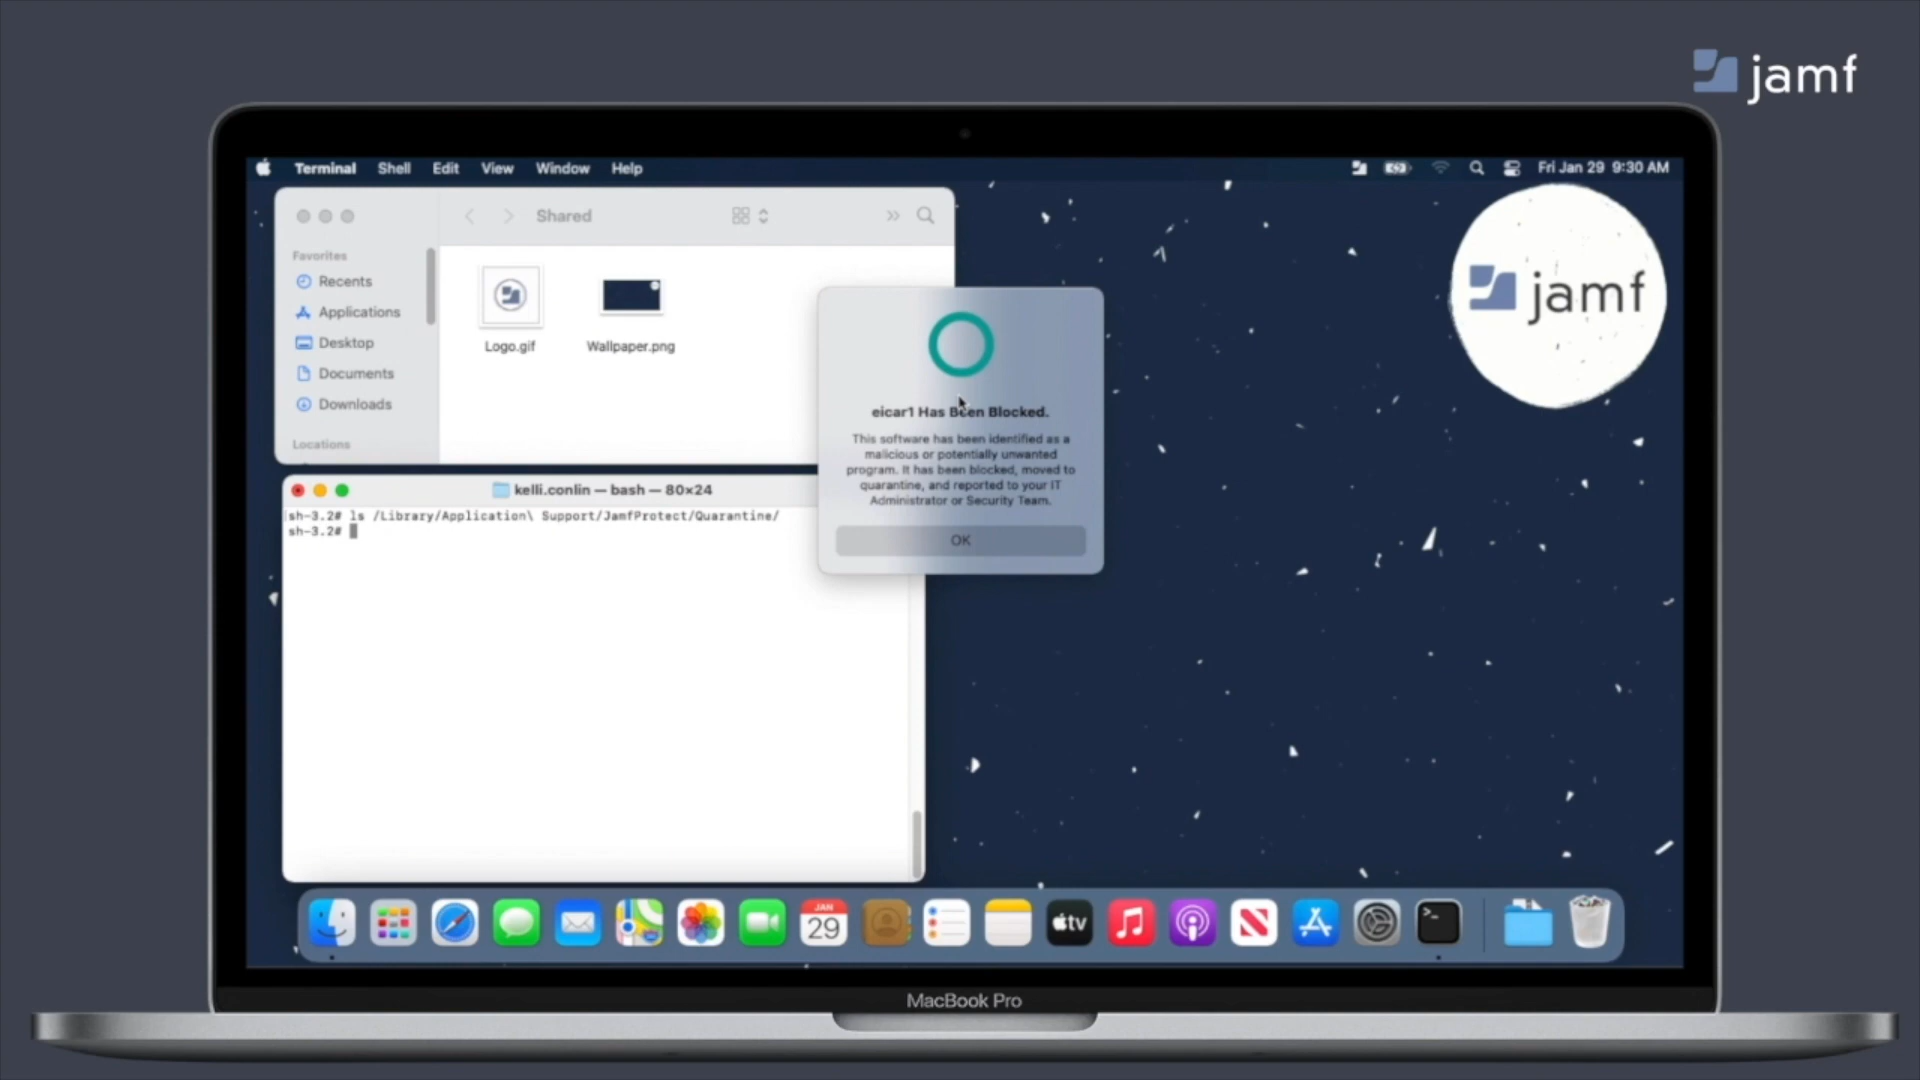 jamf
Terminal Shell Edit View Window Help Fri Jan 29 9:30 AM
Shared
Favorites
Recents
Applications
Desktop
Documents
Downloads
Locations
Logo.gif
Wallpaper.png
jamf
eicar1 Has Been Blocked.
This software has been identified as a
malicious or potentially unwanted
program. It has been blocked, moved to
quarantine, and reported to your IT
Administrator or Security Team.
OK
kelli.conlin — bash — 80×24
sh-3.2# ls /Library/Application\ Support/JamfProtect/Quarantine/
sh-3.2#
JAN
29
tv
MacBook Pro